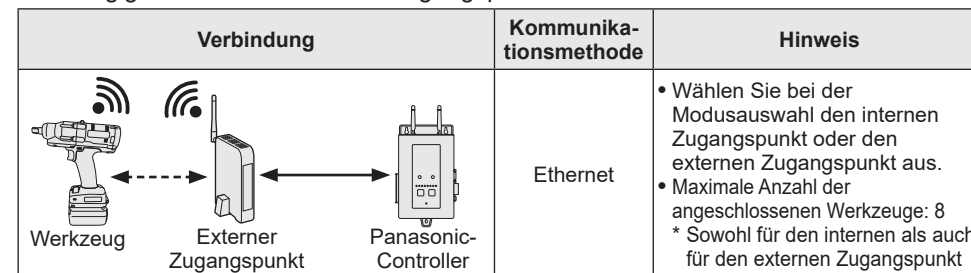 Verbindung
Kommunika-
tionsmethode
Hinweis
Werkzeug
Externer
Zugangspunkt
Panasonic-
Controller
Ethernet
• Wählen Sie bei der
Modusauswahl den internen
Zugangspunkt oder den
externen Zugangspunkt aus.
• Maximale Anzahl der
angeschlossenen Werkzeuge: 8
* Sowohl für den internen als auch
für den externen Zugangspunkt